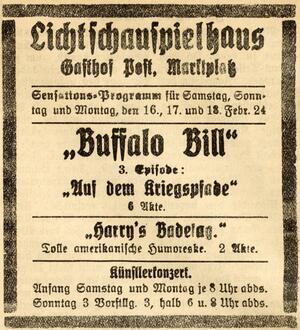 Lichtschauspielhaus
Gasthof Post, Marktplatz
Sensations-Programm für Samstag, Sonn-
tag und Montag, den 16., 17. und 18. Febr. 24
„Buffalo Bill“
3. Episode:
„Auf dem Kriegspfade“
6 Akte.
„Harry's Badetag.“
Tolle amerikanische Humoreske. 2 Akte.
Künstlerkonzert.
Anfang Samstag und Montag je 8 Uhr abds.
Sonntag 3 Vorstllg. 3, halb 6 u. 8 Uhr abds.